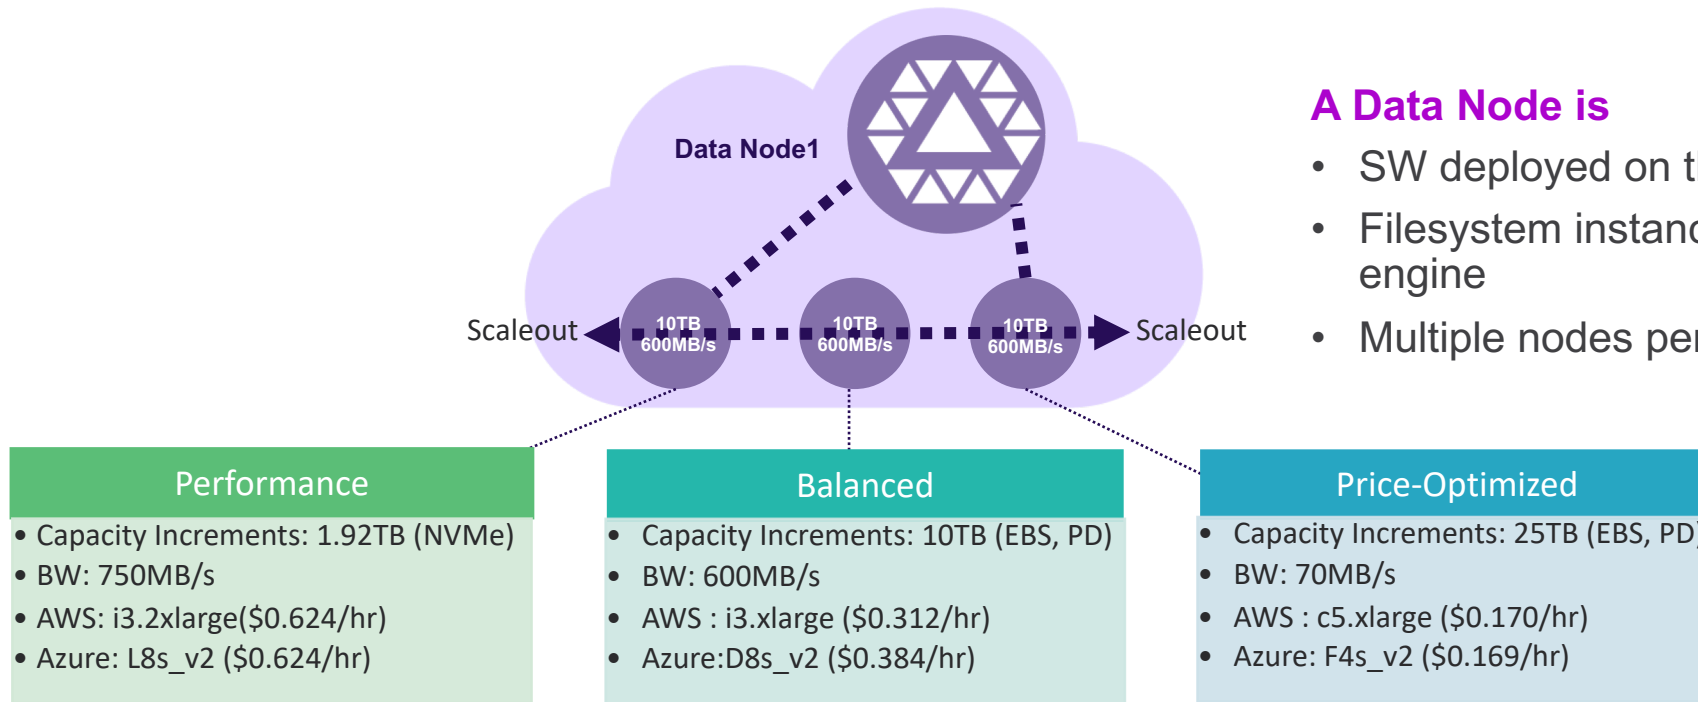 Data Node1
10TB
600MB/s
10TB
600MB/s
10TB
600MB/s
Scaleout
Scaleout
A Data Node is
• SW deployed on
• Filesystem
engine
• Multiple nodes
Performance
• Capacity Increments: 1.92TB (NVMe)
• BW: 750MB/s
• AWS: i3.2xlarge($0.624/hr)
• Azure: L8s_v2 ($0.624/hr)
Balanced
• Capacity Increments: 10TB (EBS, PD)
• BW: 600MB/s
• AWS : i3.xlarge ($0.312/hr)
• Azure:D8s_v2 ($0.384/hr)
Price-Optimized
• Capacity Increments: 25TB (EBS, PD)
• BW: 70MB/s
• AWS : c5.xlarge ($0.170/hr)
• Azure: F4s_v2 ($0.169/hr)